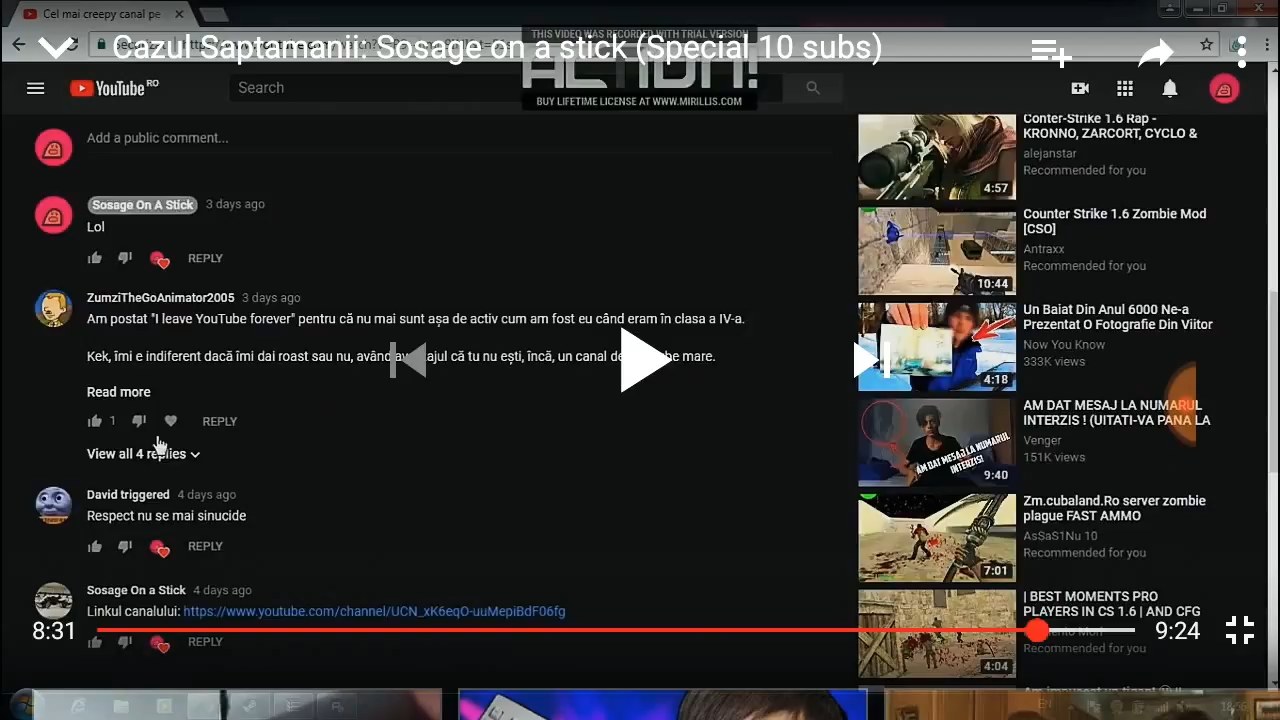 Cel mai creepy canal pe
THIS VIDEO WAS RECORDED WITH TRIAL VERSION
Cazul Saptamanii: Sosage on a stick (Special 10 subs)
ACTION!
BUY LIFETIME LICENSE AT WWW.MIRILLIS.COM
YouTube RO
Search
Add a public comment...
Sosage On A Stick 3 days ago
Lol
REPLY
ZumziTheGoAnimator2005 3 days ago
Am postat "I leave YouTube forever" pentru că nu mai sunt așa de activ cum am fost eu când eram în clasa a IV-a.
Kek, îmi e indiferent dacă îmi dai roast sau nu, având tu nu ești, încă, un canal mare.
Read more
1 REPLY
View all 4 replies
David triggered 4 days ago
Respect nu se mai sinucide
REPLY
Sosage On a Stick 4 days ago
Linkul canalului: https://www.youtube.com/channel/UCN_xK6eqO-uuMepiBdF06fg
REPLY
8:31
9:24
Conter-Strike 1.6 Rap -
KRONNO, ZARCORT, CYCLO &
alejanstar
Recommended for you
4:57
Counter Strike 1.6 Zombie Mod
[CSO]
Antraxx
Recommended for you
10:44
Un Baiat Din Anul 6000 Ne-a
Prezentat O Fotografie Din Viitor
Now You Know
333K views
4:18
AM DAT MESAJ LA NUMARUL
INTERZIS ! (UITATI-VA PANA LA
Venger
151K views
AM DAT MESAJ LA NUMARUL
INTERZIS!
9:40
Zm.cubaland.Ro server zombie
plague FAST AMMO
AsSaS1Nu 10
Recommended for you
7:01
| BEST MOMENTS PRO
PLAYERS IN CS 1.6 | AND CFG
Recommended for you
4:04
18:56